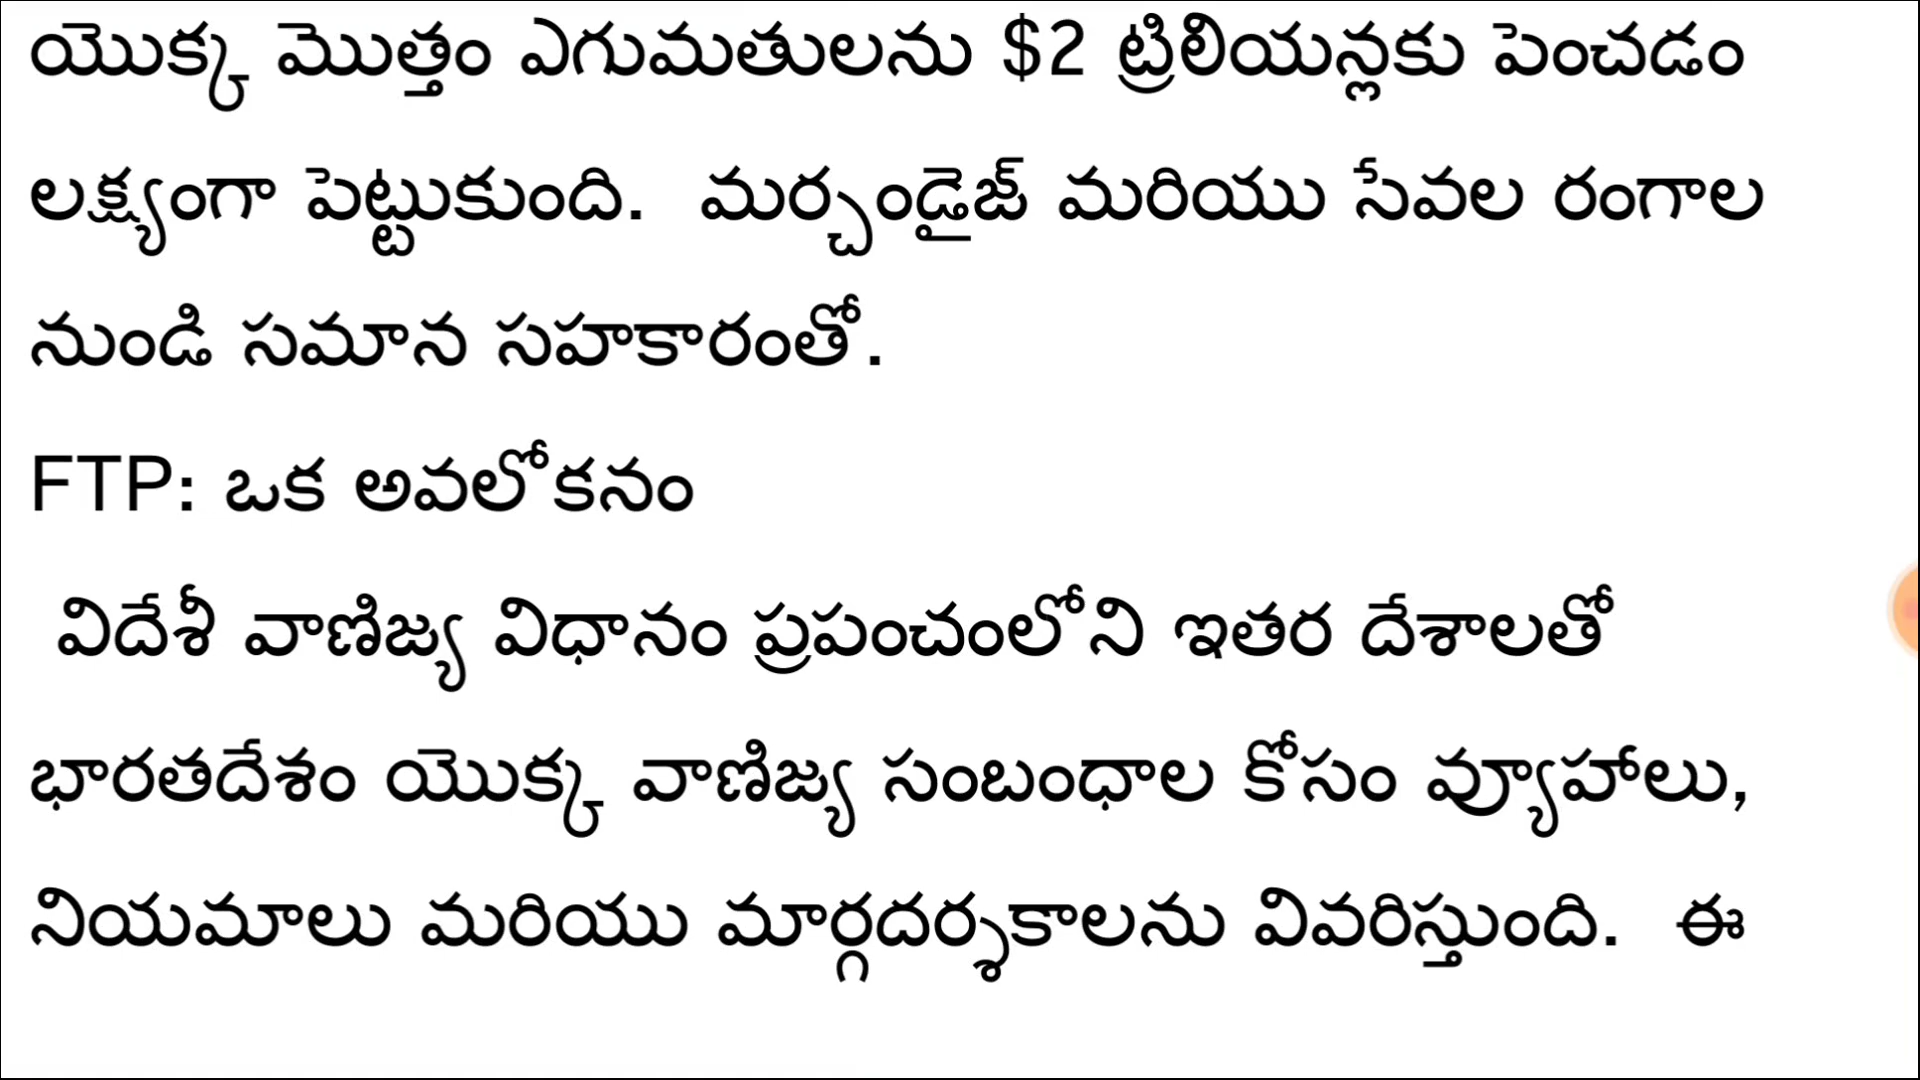 యొక్క మొత్తం ఎగుమతులను $2 ట్రిలియన్లకు పెంచడం
లక్ష్యంగా పెట్టుకుంది. మర్చండైజ్ మరియు సేవల రంగాల
నుండి సమాన సహకారంతో.
FTP: ఒక అవలోకనం
విదేశీ వాణిజ్య విధానం ప్రపంచంలోని ఇతర దేశాలతో
భారతదేశం యొక్క వాణిజ్య సంబంధాల కోసం వ్యూహాలు,
నియమాలు మరియు మార్గదర్శకాలను వివరిస్తుంది. ఈ